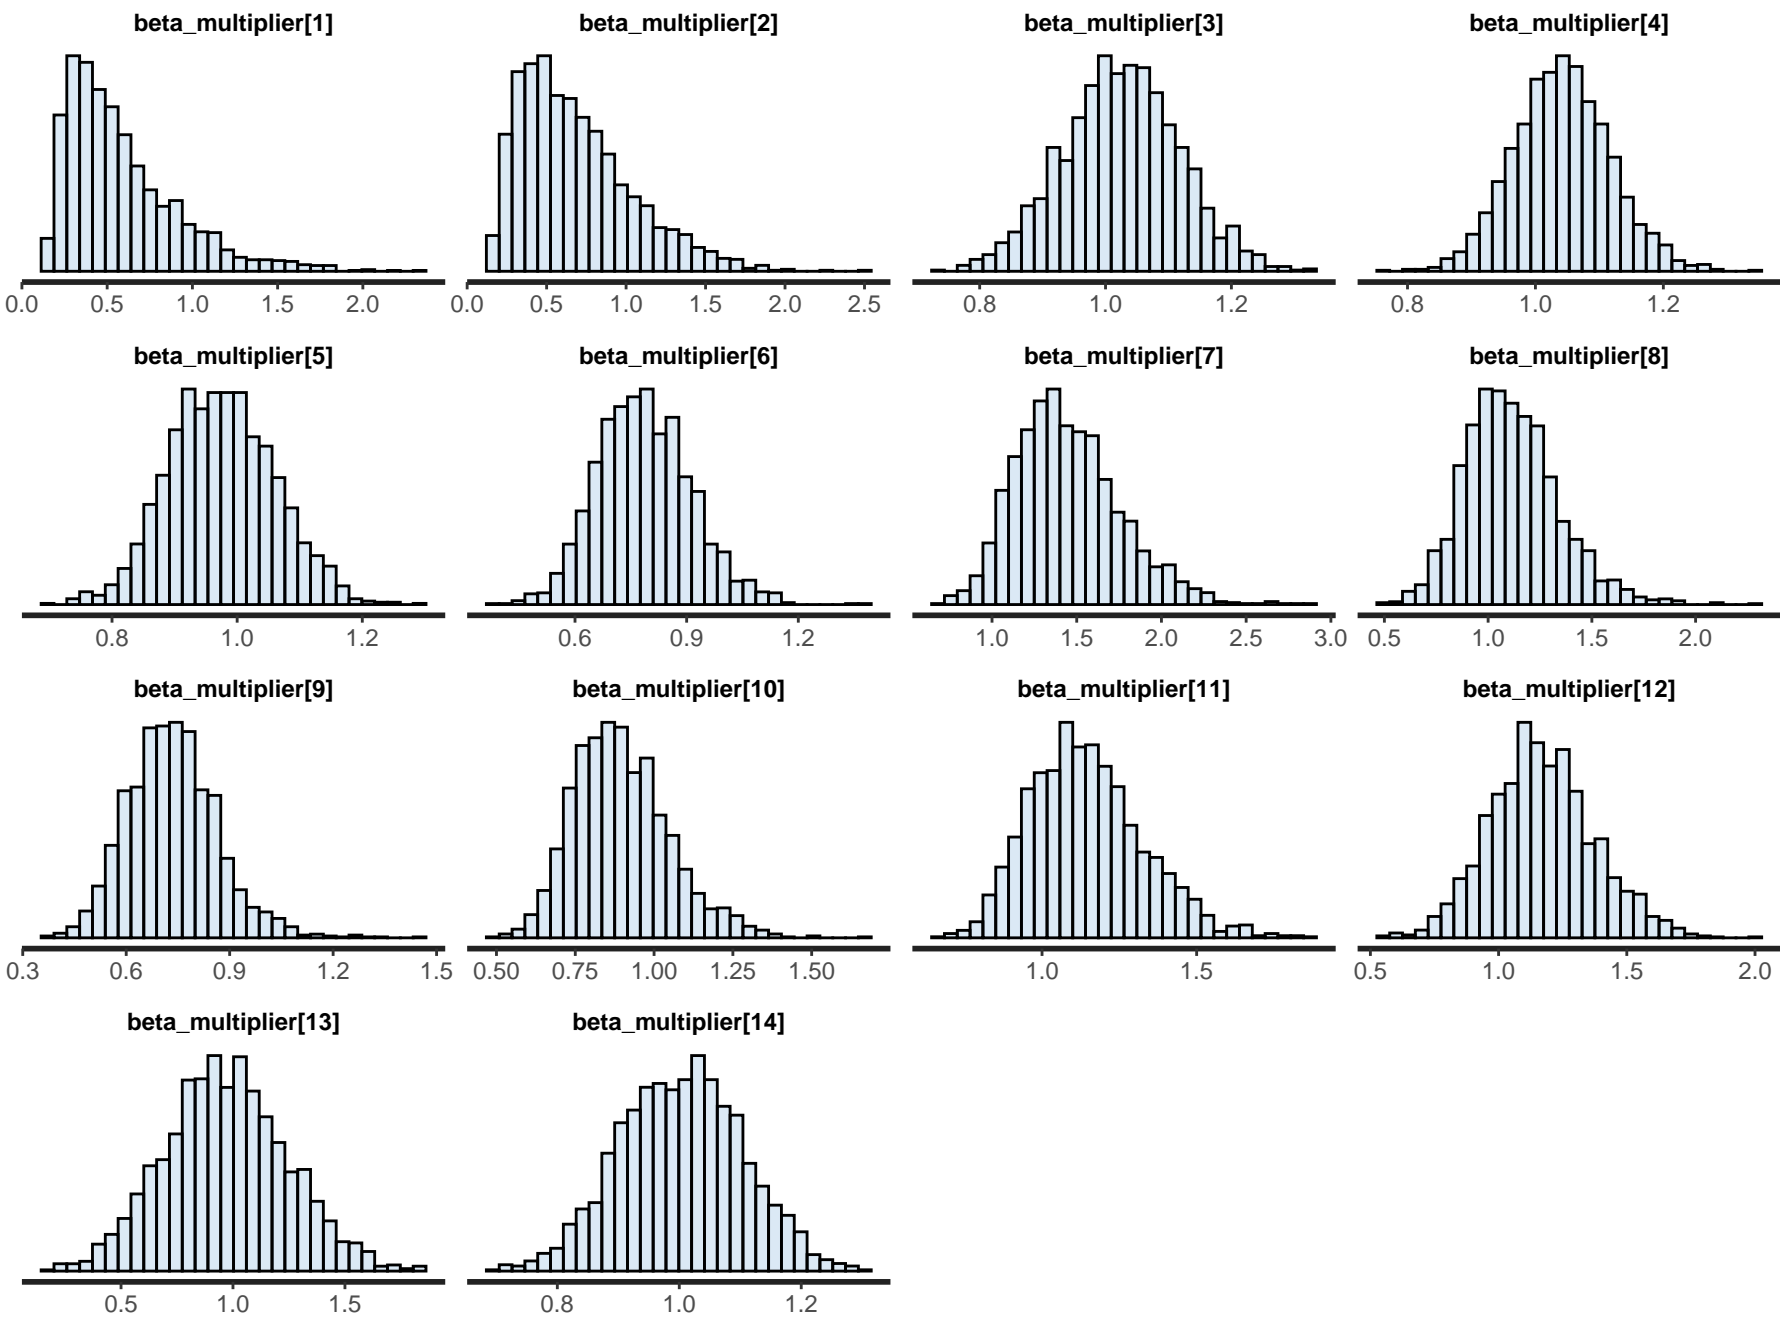 beta_multiplier[1] beta_multiplier[2] beta_multiplier[3] beta_multiplier[4]
0.0 0.5 1.0 1.5 2.0 0.0 0.5 1.0 1.5 2.0 2.5 0.8 1.0 1.2 0.8 1.0 1.2
beta_multiplier[5] beta_multiplier[6] beta_multiplier[7] beta_multiplier[8]
0.8 1.0 1.2 0.6 0.9 1.2 1.0 1.5 2.0 2.5 3.0 0.5 1.0 1.5 2.0
beta_multiplier[9] beta_multiplier[10] beta_multiplier[11] beta_multiplier[12]
0.3 0.6 0.9 1.2 1.5 0.50 0.75 1.00 1.25 1.50 1.0 1.5 0.5 1.0 1.5 2.0
beta_multiplier[13] beta_multiplier[14]
0.5 1.0 1.5 0.8 1.0 1.2